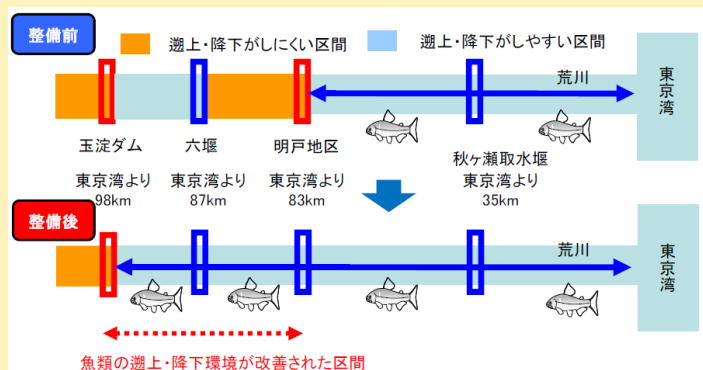 整備前
遡上・降下がしにくい区間
遡上・降下がしやすい区間
荒川
東京湾
玉淀ダム
六堰
明戸地区
秋ヶ瀬取水堰
東京湾より
98km
東京湾より
87km
東京湾より
83km
東京湾より
35km
整備後
荒川
東京湾
魚類の遡上・降下環境が改善された区間